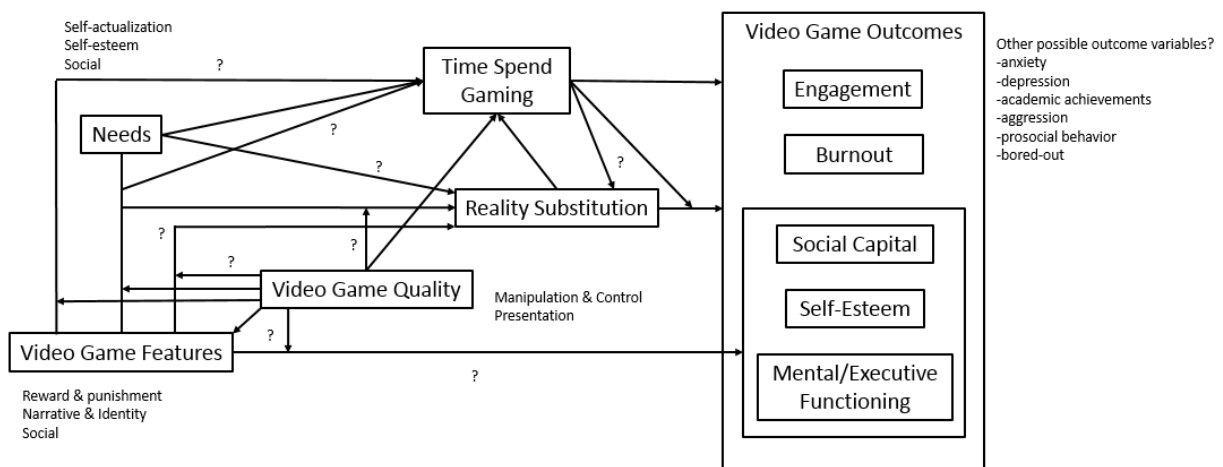 Self-actualization
Self-esteem
Social
?
Time Spend
Gaming
Video Game Outcomes
Engagement
Burnout
Other possible outcome variables?
-anxiety
-depression
-academic achievements
-aggression
-prosocial behavior
-bored-out
Needs
?
?
?
Reality Substitution
?
?
?
Video Game Quality
Manipulation & Control
Presentation
Social Capital
Self-Esteem
Mental/Executive
Functioning
?
Video Game Features
?
Reward & punishment
Narrative & Identity
Social